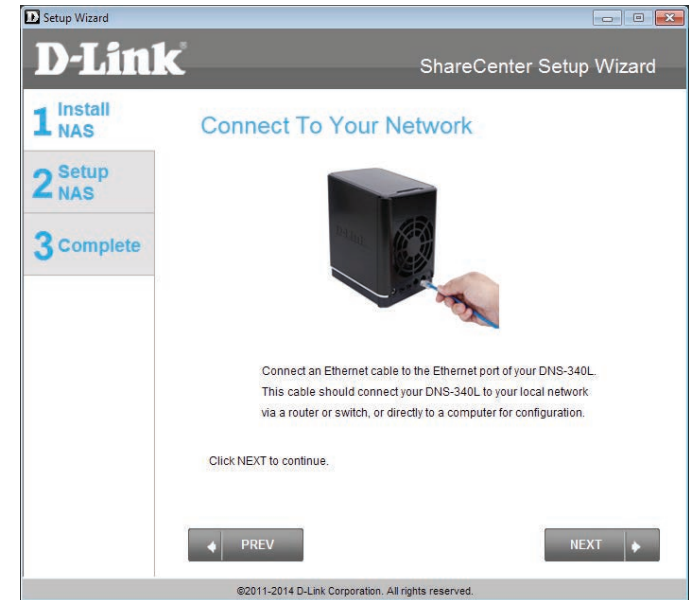 Setup Wizard
D-Link
ShareCenter Setup Wizard
1 Install
NAS
2 Setup
NAS
3 Complete
Connect To Your Network
D-Link
Connect an Ethernet cable to the Ethernet port of your DNS-340L.
This cable should connect your DNS-340L to your local network
via a router or switch, or directly to a computer for configuration.
Click NEXT to continue.
PREV
NEXT
©2011-2014 D-Link Corporation. All rights reserved.